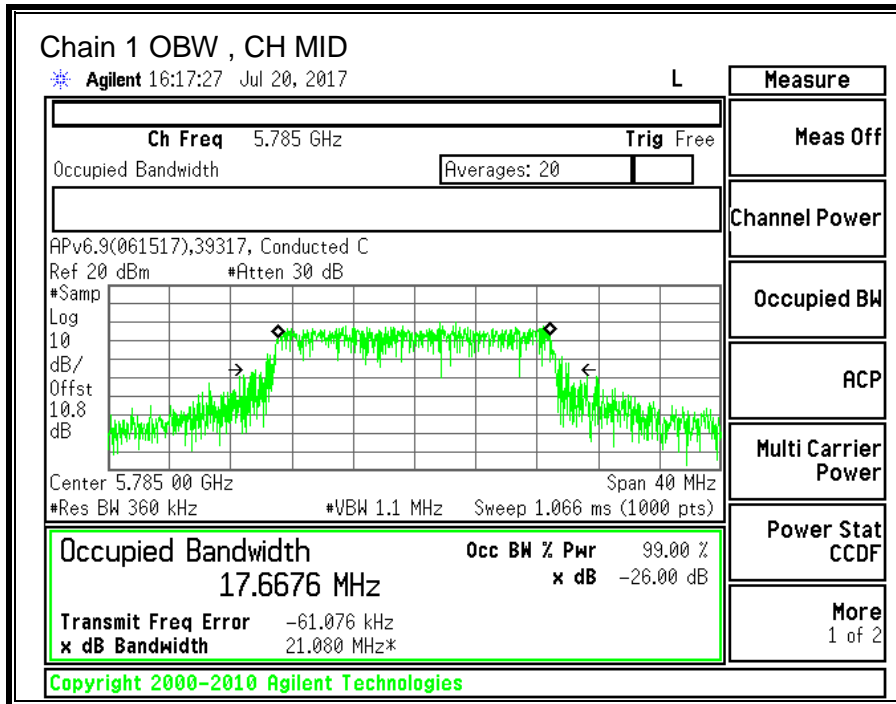 Chain 1 OBW , CH MID
Agilent 16:17:27 Jul 20, 2017 L
Measure
Ch Freq 5.785 GHz Trig Free
Occupied Bandwidth Averages: 20
APv6.9(061517),39317, Conducted C
Ref 20 dBm #Atten 30 dB
#Samp
Log
10
dB/
Offst
10.8
dB
Center 5.785 00 GHz Span 40 MHz
#Res BW 360 kHz #VBW 1.1 MHz Sweep 1.066 ms (1000 pts)
Occupied Bandwidth
17.6676 MHz
Occ BW % Pwr 99.00 %
x dB -26.00 dB
Transmit Freq Error -61.076 kHz
x dB Bandwidth 21.080 MHz*
Copyright 2000-2010 Agilent Technologies
Meas Off
Channel Power
Occupied BW
ACP
Multi Carrier
Power
Power Stat
CCDF
More
1 of 2